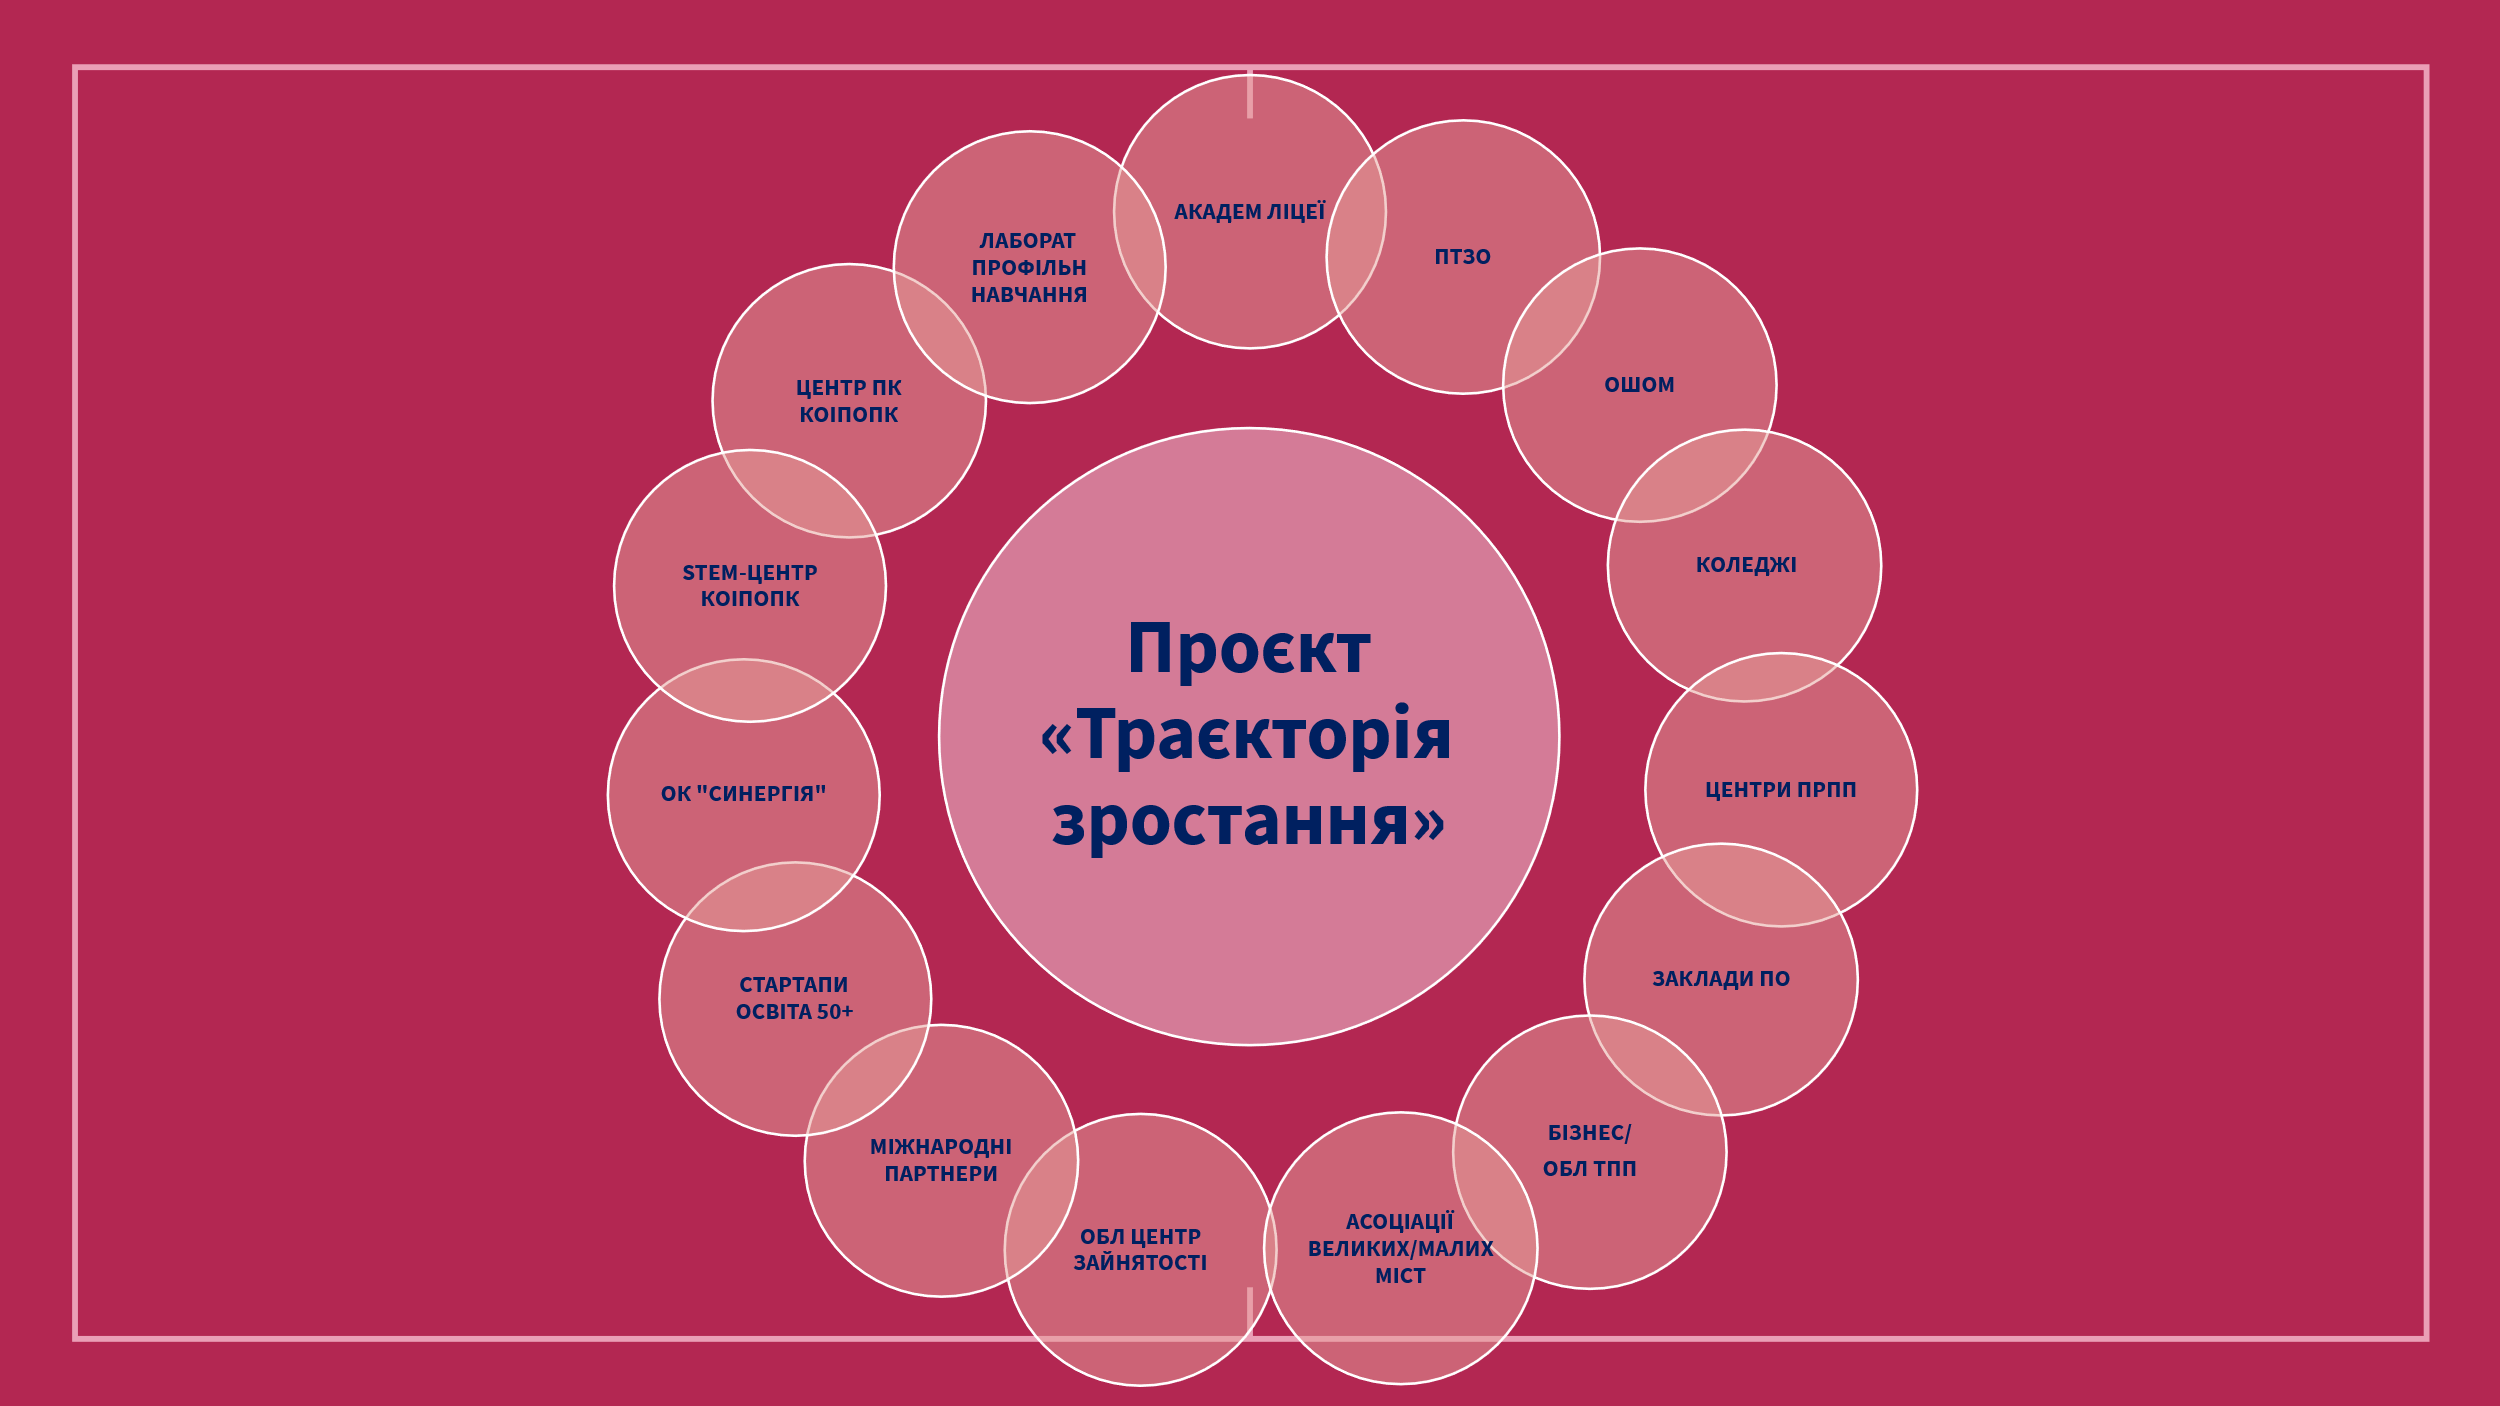 АКАДЕМ ЛІЦЕЇ
ПТЗО
ОШОМ
КОЛЕДЖІ
ЦЕНТРИ ПРПП
ЗАКЛАДИ ПО
БІЗНЕС/
ОБЛ ТПП
АСОЦІАЦІЇ
ВЕЛИКИХ/МАЛИХ
МІСТ
ОБЛ ЦЕНТР
ЗАЙНЯТОСТІ
МІЖНАРОДНІ
ПАРТНЕРИ
СТАРТАПИ
ОСВІТА 50+
ОК "СИНЕРГІЯ"
STEM-ЦЕНТР
КОІПОПК
ЦЕНТР ПК
КОІПОПК
ЛАБОРАТ
ПРОФІЛЬН
НАВЧАННЯ
Проєкт
«Траєкторія
зростання»